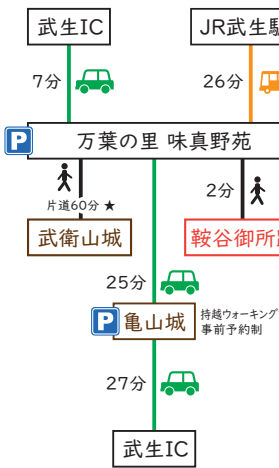 武生IC
JR武生
7分
26分
P
万葉の里 味真野苑
片道60分 ★
2分
武衛山城
鞍谷御所
25分
P
亀山城
持越ウォーキング
事前予約制
27分
武生IC